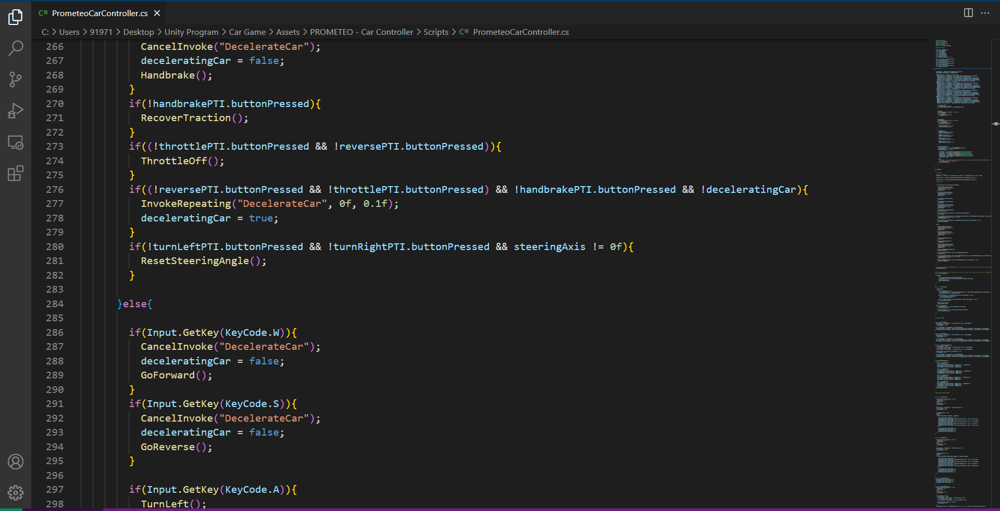 C# PrometeoCarController.cs
C: > Users > 91971 > Desktop > Unity Program > Car Game > Assets > PROMETEO - Car Controller > Scripts > C# PrometeoCarController.cs
266 CancelInvoke("DecelerateCar");
267 deceleratingCar = false;
268 Handbrake();
269 }
270 if(!handbrakePTI.buttonPressed){
271 RecoverTraction();
272 }
273 if((!throttlePTI.buttonPressed && !reversePTI.buttonPressed)){
274 ThrottleOff();
275 }
276 if((!reversePTI.buttonPressed && !throttlePTI.buttonPressed) && !handbrakePTI.buttonPressed && !deceleratingCar){
277 InvokeRepeating("DecelerateCar", 0f, 0.1f);
278 deceleratingCar = true;
279 }
280 if(!turnLeftPTI.buttonPressed && !turnRightPTI.buttonPressed && steeringAxis != 0f){
281 ResetSteeringAngle();
282 }
283
284 }else{
285
286 if(Input.GetKey(KeyCode.W)){
287 CancelInvoke("DecelerateCar");
288 deceleratingCar = false;
289 GoForward();
290 }
291 if(Input.GetKey(KeyCode.S)){
292 CancelInvoke("DecelerateCar");
293 deceleratingCar = false;
294 GoReverse();
295 }
296
297 if(Input.GetKey(KeyCode.A)){
298 TurnLeft();